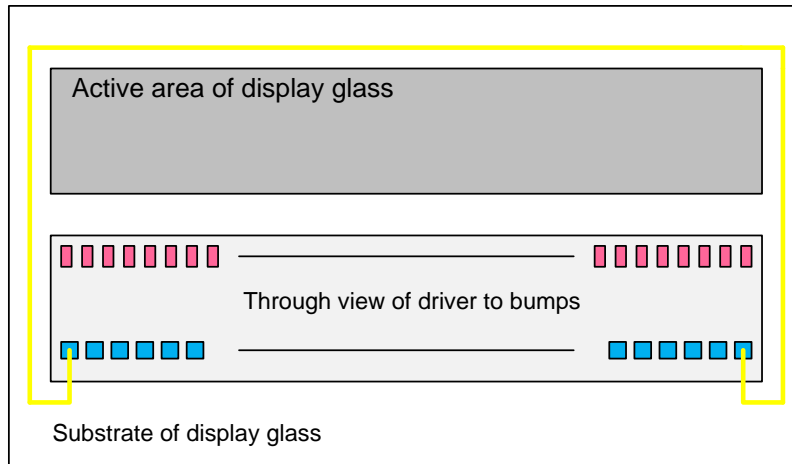 Active area of display glass
Through view of driver to bumps
Substrate of display glass